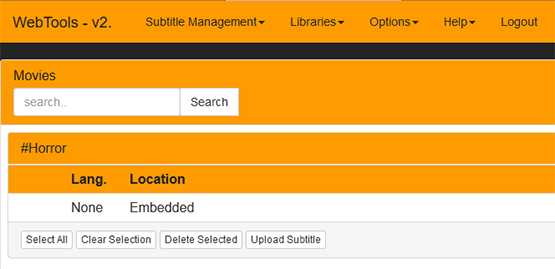 WebTools - v2. Subtitle Management Libraries Options Help Logout
Movies
search.. Search
#Horror
Lang. Location
None Embedded
Select All Clear Selection Delete Selected Upload Subtitle